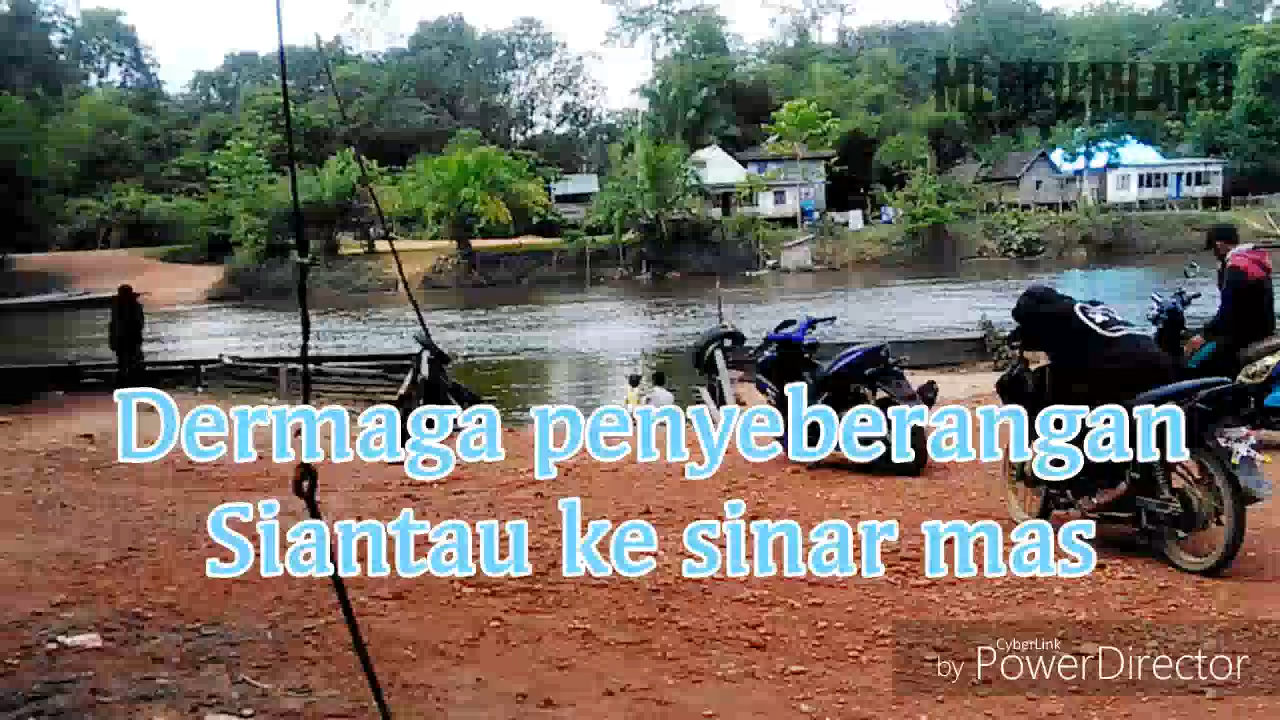 Dermaga penyeberangan
Siantau ke sinar mas
CyberLink
by PowerDirector